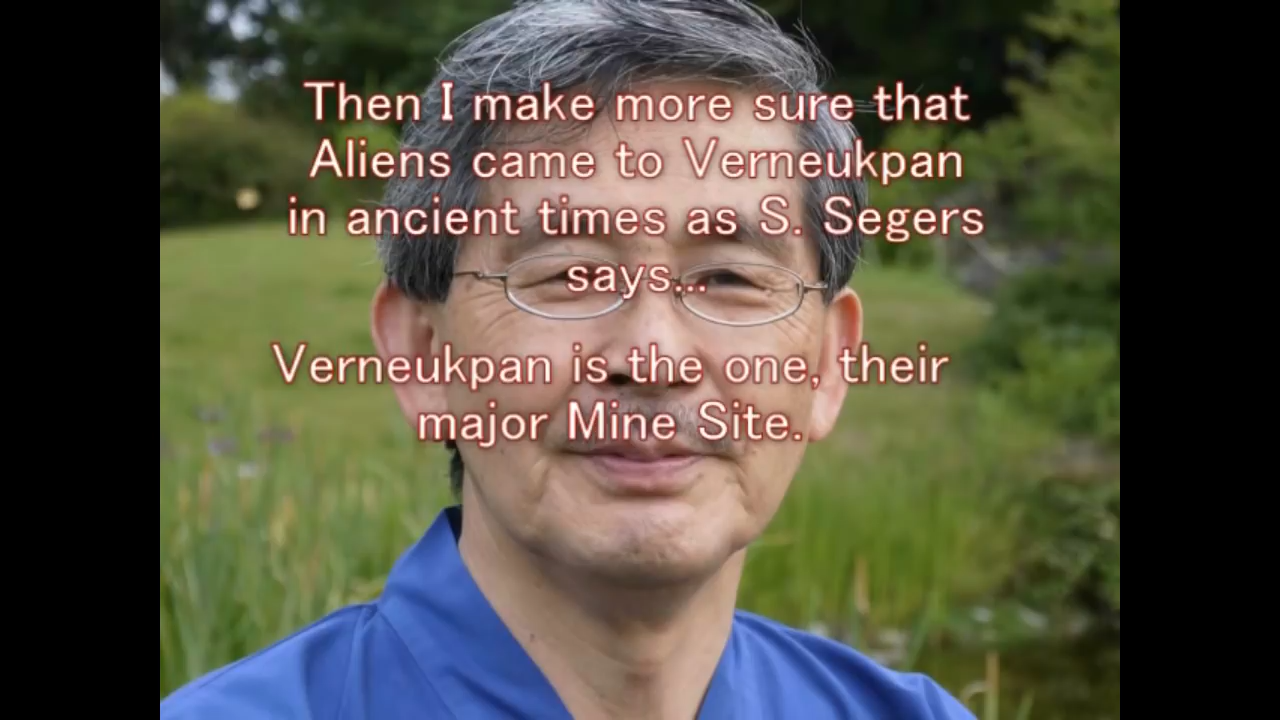 Then I make more sure that
Aliens came to Verneukpan
in ancient times as S. Segers
says...
Verneukpan is the one, their
major Mine Site.